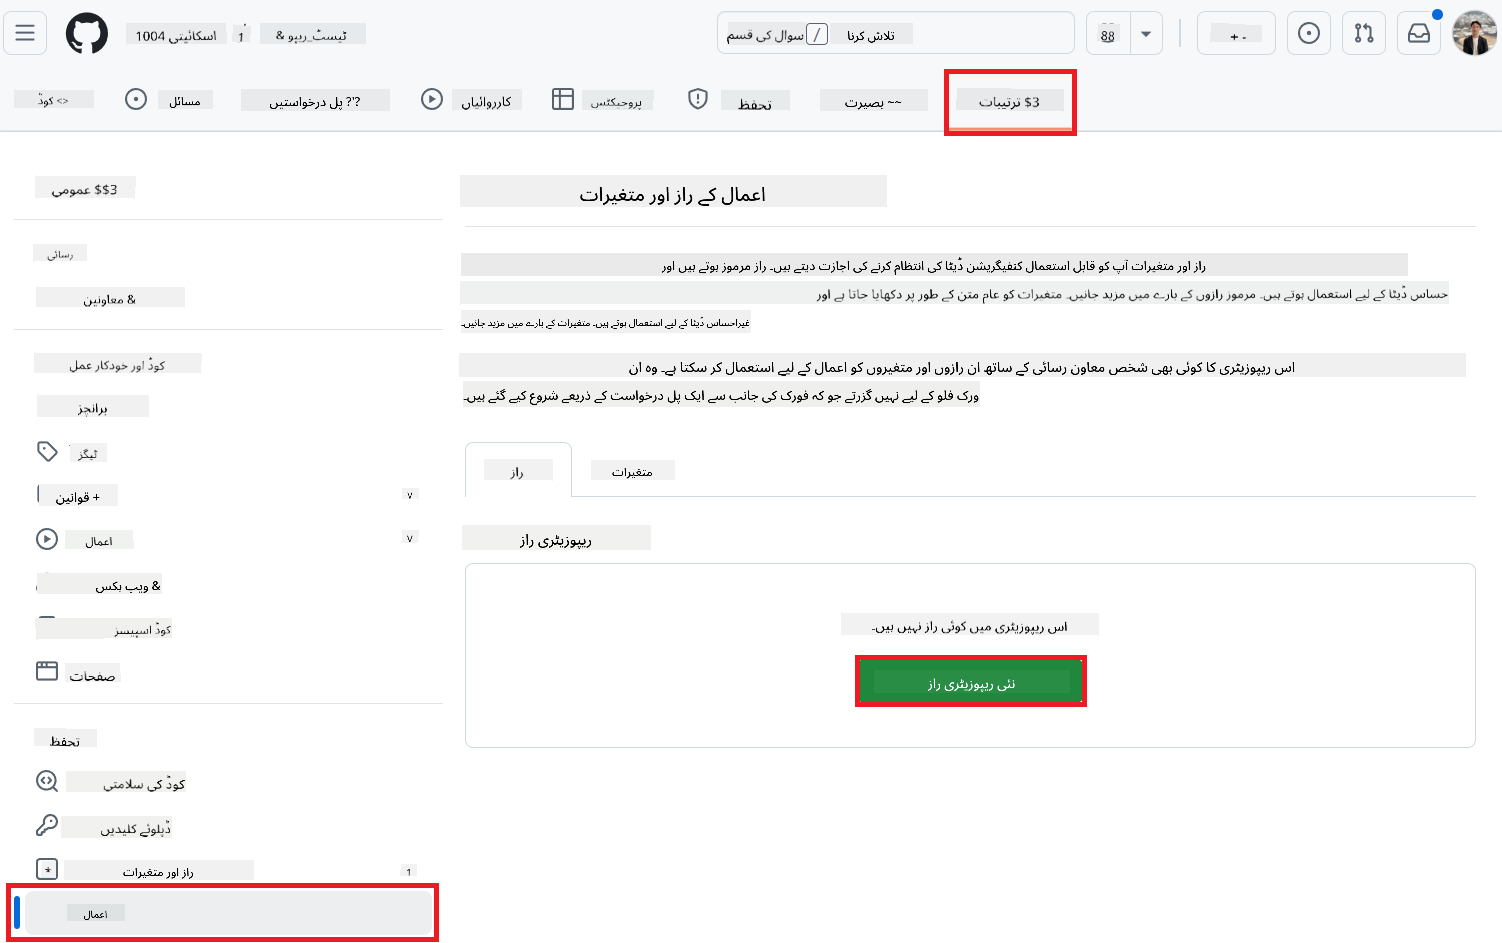 اسکائیتی 1004
1
ٹیسٹ_ریپو &
سوال کی قسم / تلاش کرنا
88
+ -
<> کوڈ
مسائل
?'? پل درخواستیں
کارروائیاں
پروجیکٹس
تحفظ
~~ بصیرت
$3 ترتیبات
$$3 عمومی
رسائی
& معاونین
کوڈ اور خودکار عمل
برانچز
ٹیگز
+ قوانین
v
اعمال
v
& ویب ہکس
کوڈ اسپیسز
صفحات
تحفظ
کوڈ کی سلامتی
ڈپلوئے کلیدیں
* راز اور متغیرات
1
اعمال
اعمال کے راز اور متغیرات
راز اور متغیرات آپ کو قابل استعمال کنفیگریشن ڈیٹا کی انتظام کرنے کی اجازت دیتے ہیں۔ راز مرموز ہوتے ہیں اور
حساس ڈیٹا کے لیے استعمال ہوتے ہیں۔ مرموز رازوں کے بارے میں مزید جانیں۔ متغیرات کو عام متن کے طور پر دکھایا جاتا ہے اور
غیراحساس ڈیٹا کے لیے استعمال ہوتے ہیں۔ متغیرات کے بارے میں مزید جانیں۔
اس ریپوزیٹری کا کوئی بھی شخص معاون رسائی کے ساتھ ان رازوں اور متغیروں کو اعمال کے لیے استعمال کر سکتا ہے۔ وہ ان
ورک فلو کے لیے نہیں گزرتے جو کہ فورک کی جانب سے ایک پل درخواست کے ذریعے شروع کیے گئے ہیں۔
راز
متغیرات
ریپوزیٹری راز
اس ریپوزیٹری میں کوئی راز نہیں ہیں۔
نئی ریپوزیٹری راز